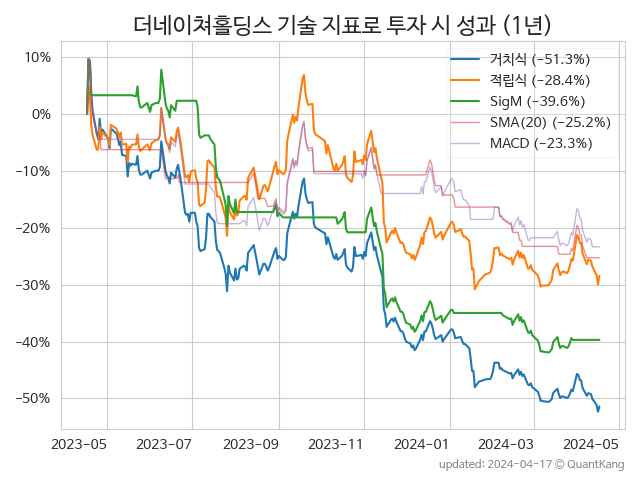 더네이쳐홀딩스 기술 지표로 투자 시 성과 (1년)
거치식 (−51.3%)
적립식 (−28.4%)
SigM (−39.6%)
SMA(20) (−25.2%)
MACD (−23.3%)
10%
0%
−10%
−20%
−30%
−40%
−50%
2023-05 2023-07 2023-09 2023-11 2024-01 2024-03 2024-05
updated: 2024-04-17 © QuantKang